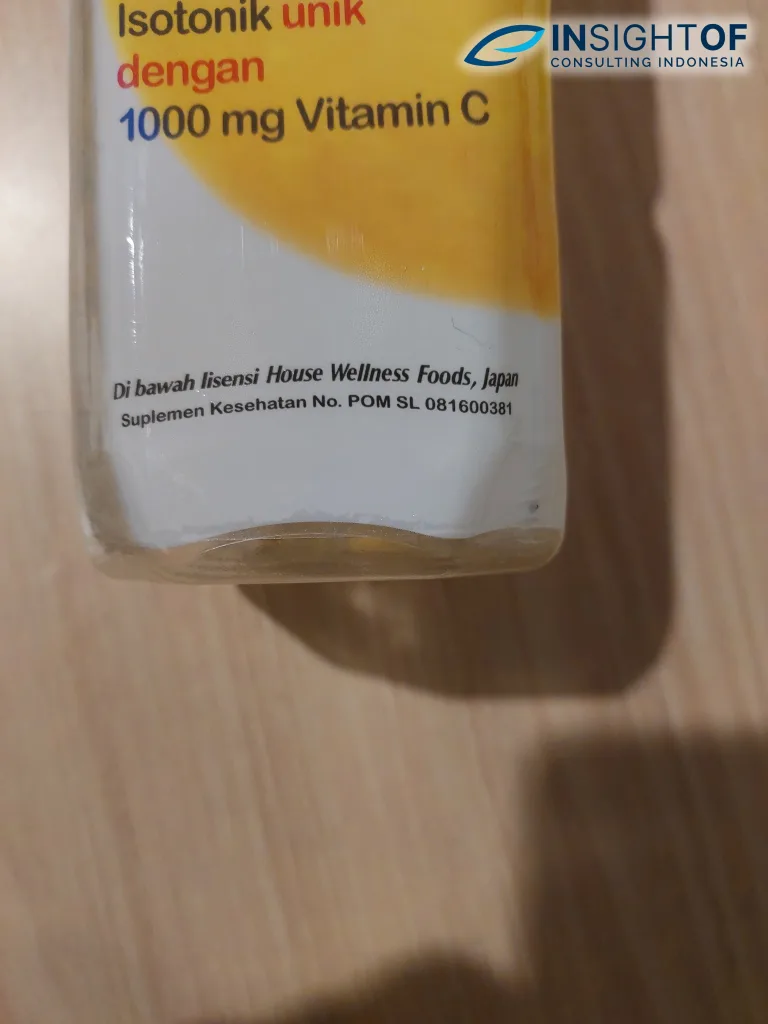 Isotonik unik
dengan
1000 mg Vitamin C
INSIGHTOF
CONSULTING INDONESIA
Di bawah lisensi House Wellness Foods, Japan
Suplemen Kesehatan No. POM SL 081600381